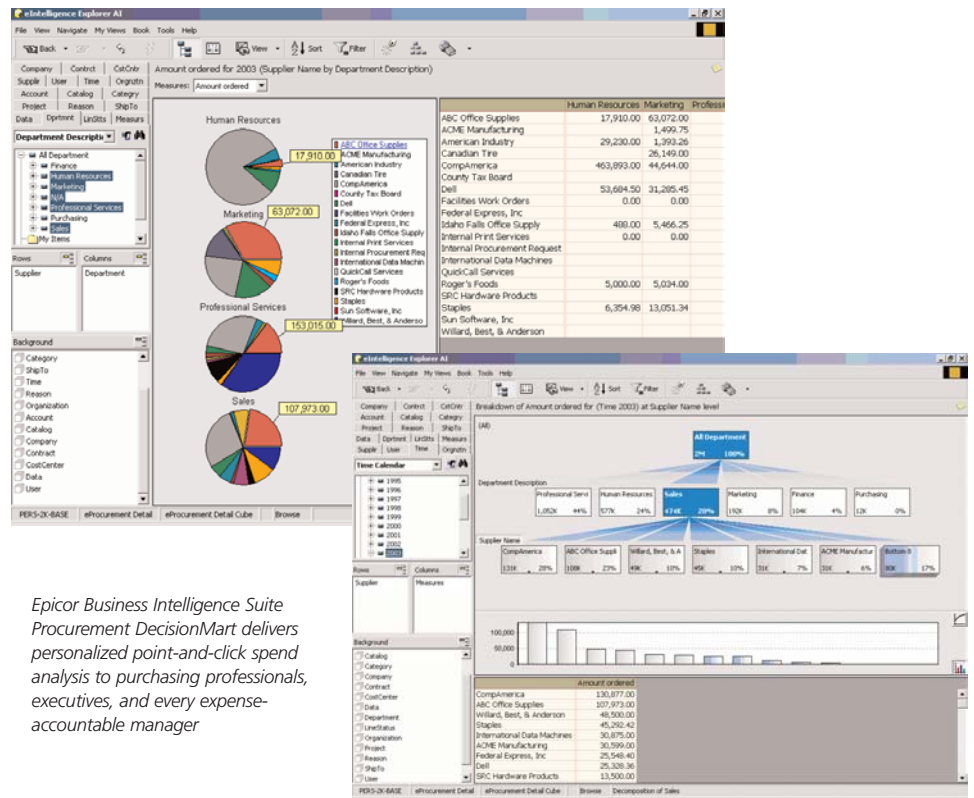 eIntelligence Explorer AI
File View Navigate My Views Book Tools Help
Back View Sort Filter
Company Contrct CstCntr
Supplr User Time Orgnztn
Account Catalog Categry
Project Reason ShipTo
Data Dprtmnt LinStts Measurs
Department Descriptic
All Department
Finance
Human Resources
Marketing
N/A
Professional Services
Purchasing
Sales
My Items
Rows Columns
Supplier Department
Background
Category
ShipTo
Time
Reason
Organization
Account
Catalog
Company
Contract
CostCenter
Data
User
Amount ordered for 2003 (Supplier Name by Department Description)
Measures: Amount ordered
Human Resources
17,910.00
Marketing
63,072.00
Professional Services
153,015.00
Sales
107,973.00
ABC Office Supplies
ACME Manufacturing
American Industry
Canadian Tire
CompAmerica
County Tax Board
Dell
Facilities Work Orders
Federal Express, Inc
Idaho Falls Office Supply
Internal Print Services
Internal Procurement Req
International Data Machin
QuickCall Services
Roger's Foods
SRC Hardware Products
Staples
Sun Software, Inc
Willard, Best, & Anderso
Human Resources Marketing Professi
ABC Office Supplies 17,910.00 63,072.00
ACME Manufacturing 1,499.75
American Industry 29,230.00 1,393.26
Canadian Tire 26,149.00
CompAmerica 463,893.00 44,644.00
County Tax Board
Dell 53,684.50 31,285.45
Facilities Work Orders 0.00 0.00
Federal Express, Inc
Idaho Falls Office Supply 488.00 5,466.25
Internal Print Services 0.00 0.00
Internal Procurement Request
International Data Machines
QuickCall Services
Roger's Foods 5,000.00 5,034.00
SRC Hardware Products
Staples 6,354.98 13,051.34
Sun Software, Inc
Willard, Best, & Anderson
PERS-2K-BASE eProcurement Detail eProcurement Detail Cube Browse
eIntelligence Explorer AI
File View Navigate My Views Book Tools Help
Back View Sort Filter
Company Contrct CstCntr
Account Catalog Categry
Project Reason ShipTo
Data Dprtmnt LinStts Measurs
Supplr User Time Orgnztn
Time Calendar
1995
1996
1997
1998
1999
2000
2001
2002
2003
Rows Columns
Supplier Measures
Background
Catalog
Category
Company
Contract
CostCenter
Data
Department
LineStatus
Organization
Project
Reason
ShipTo
User
Breakdown of Amount ordered for (Time 2003) at Supplier Name level
(All)
All Department
2M 100%
Department Description
Professional Servi Human Resources Sales Marketing Finance Purchasing
1,052K 44% 577K 24% 474K 20% 192K 8% 104K 4% 12K 0%
Supplier Name
CompAmerica ABC Office Suppli Willard, Best, & A Staples International Dat ACME Manufactur Bottom 9
131K 28% 108K 23% 49K 10% 45K 10% 31K 7% 31K 6% 80K 17%
100,000
50,000
0
Amount ordered
CompAmerica 130,877.00
ABC Office Supplies 107,973.00
Willard, Best, & Anderson 48,500.00
Staples 45,292.42
International Data Machines 30,875.00
ACME Manufacturing 30,599.00
Federal Express, Inc 25,548.40
Dell 25,328.36
SRC Hardware Products 13,500.00
PERS-2K-BASE eProcurement Detail eProcurement Detail Cube Browse Decomposition of Sales
Epicor Business Intelligence Suite
Procurement DecisionMart delivers
personalized point-and-click spend
analysis to purchasing professionals,
executives, and every expense-
accountable manager